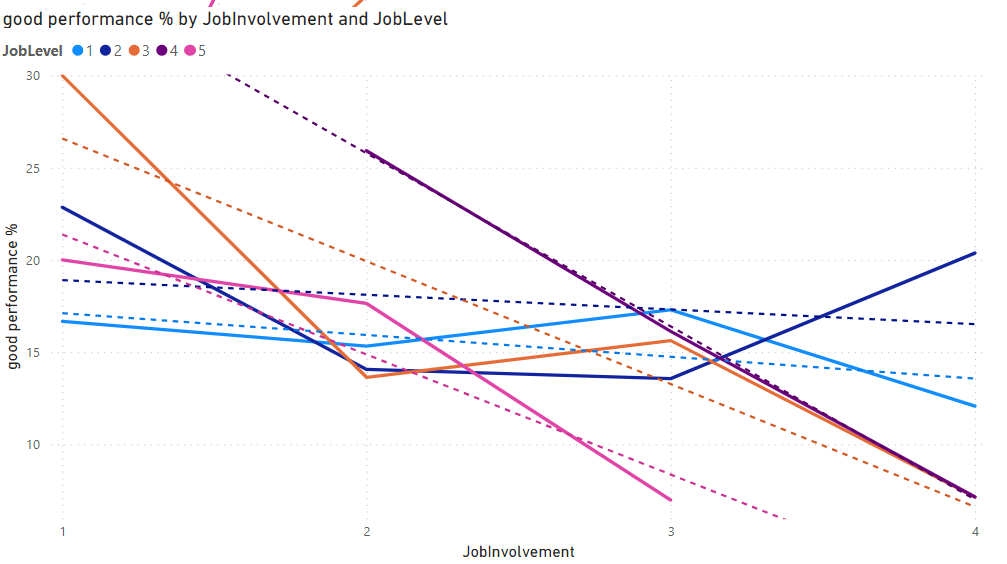 good performance % by JobInvolvement and JobLevel
JobLevel 1 2 3 4 5
good performance %
30
25
20
15
10
1 2 3 4
JobInvolvement